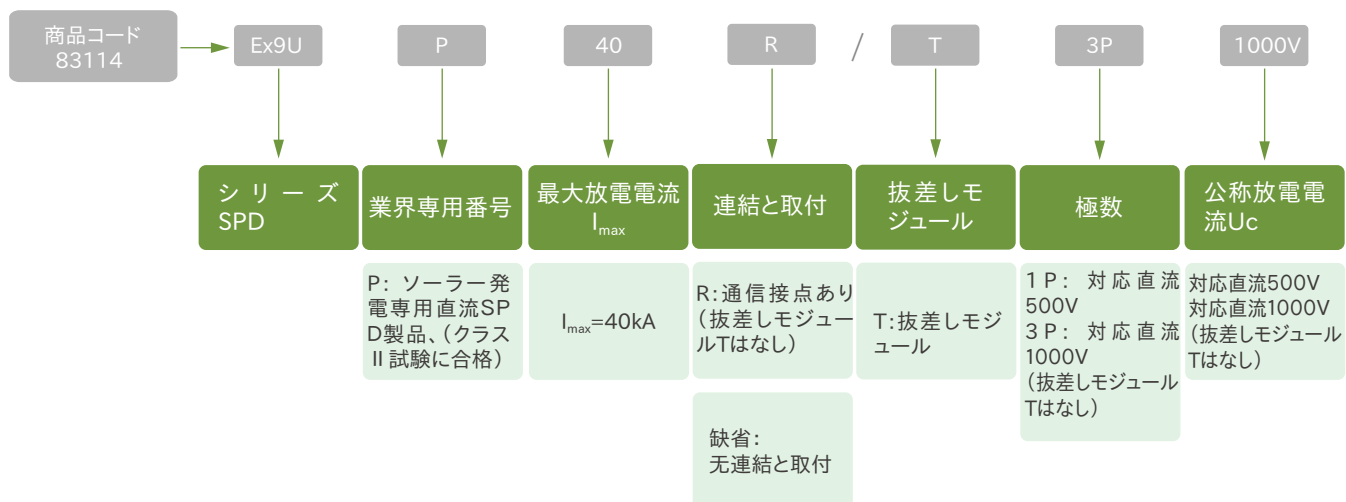 商品コード
83114
Ex9U
P
40
R
/
T
3P
1000V
シリーズ
SPD
業界専用番号
最大放電電流
Imax
連結と取付
抜差しモ
ジュール
極数
公称放電電
流Uc
P: ソーラー発
電専用直流SP
D製品、(クラス
II試験に合格)
Imax=40kA
R:通信接点あり
(抜差しモジュー
ルTはなし)
T:抜差しモジ
ュール
1P: 対応直流
500V
3P: 対応直流
1000V
(抜差しモジュール
Tはなし)
対応直流500V
対応直流1000V
(抜差しモジュール
Tはなし)
缺省:
无連結と取付